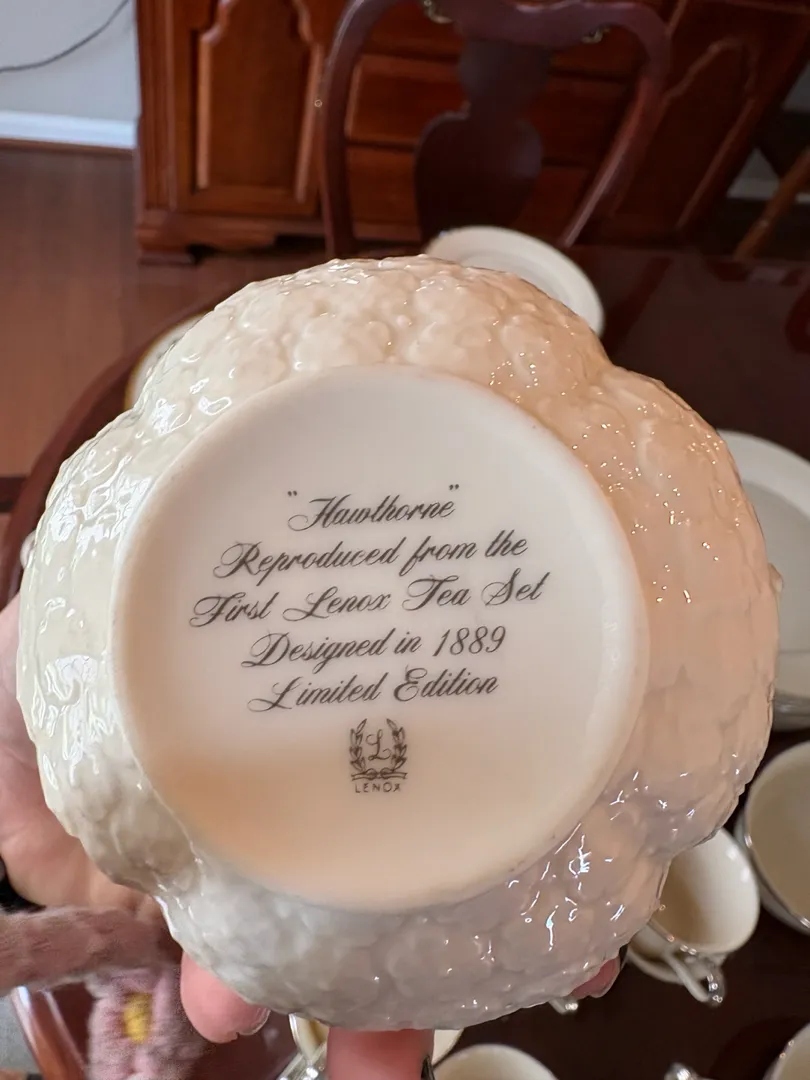 "Hawthorne"
Reproduced from the
First Lenox Tea Set
Designed in 1889
Limited Edition
L
LENOX